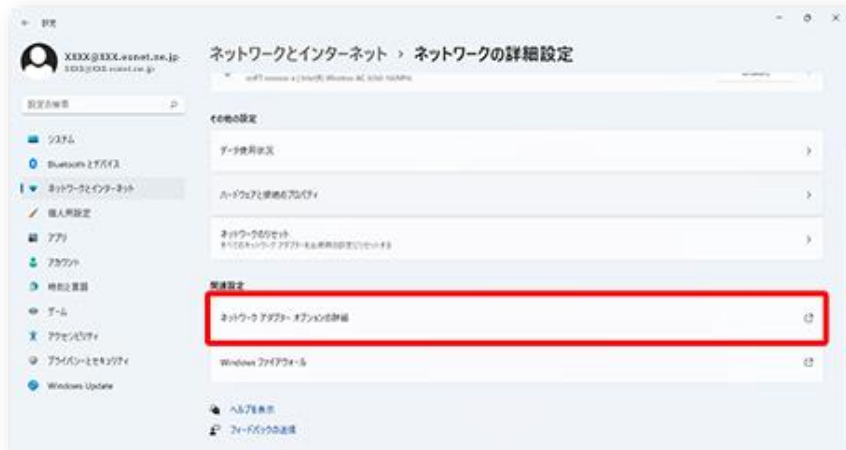 ← 設定
XXXX@XXX.eonet.ne.jp
XXXX@XXX.eonet.ne.jp
設定の検索
システム
Bluetooth とデバイス
ネットワークとインターネット
個人用設定
アプリ
アカウント
時刻と言語
ゲーム
アクセシビリティ
プライバシーとセキュリティ
Windows Update
ネットワークとインターネット › ネットワークの詳細設定
その他の設定
データ使用状況
ハードウェアと接続のプロパティ
ネットワークのリセット
すべてのネットワーク アダプターを出荷時の設定にリセットする
関連設定
ネットワーク アダプター オプションの詳細
Windows ファイアウォール
ヘルプを表示
フィードバックの送信